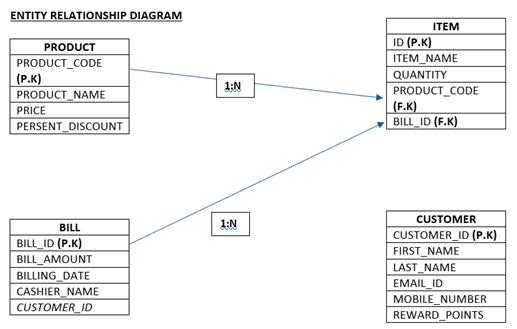 ENTITY RELATIONSHIP DIAGRAM
PRODUCT
PRODUCT_CODE
(P.K)
PRODUCT_NAME
PRICE
PERSENT_DISCOUNT
1:N
ITEM
ID (P.K)
ITEM_NAME
QUANTITY
PRODUCT_CODE
(F.K)
BILL_ID (F.K)
1:N
BILL
BILL_ID (P.K)
BILL_AMOUNT
BILLING_DATE
CASHIER_NAME
CUSTOMER_ID
CUSTOMER
CUSTOMER_ID (P.K)
FIRST_NAME
LAST_NAME
EMAIL_ID
MOBILE_NUMBER
REWARD_POINTS